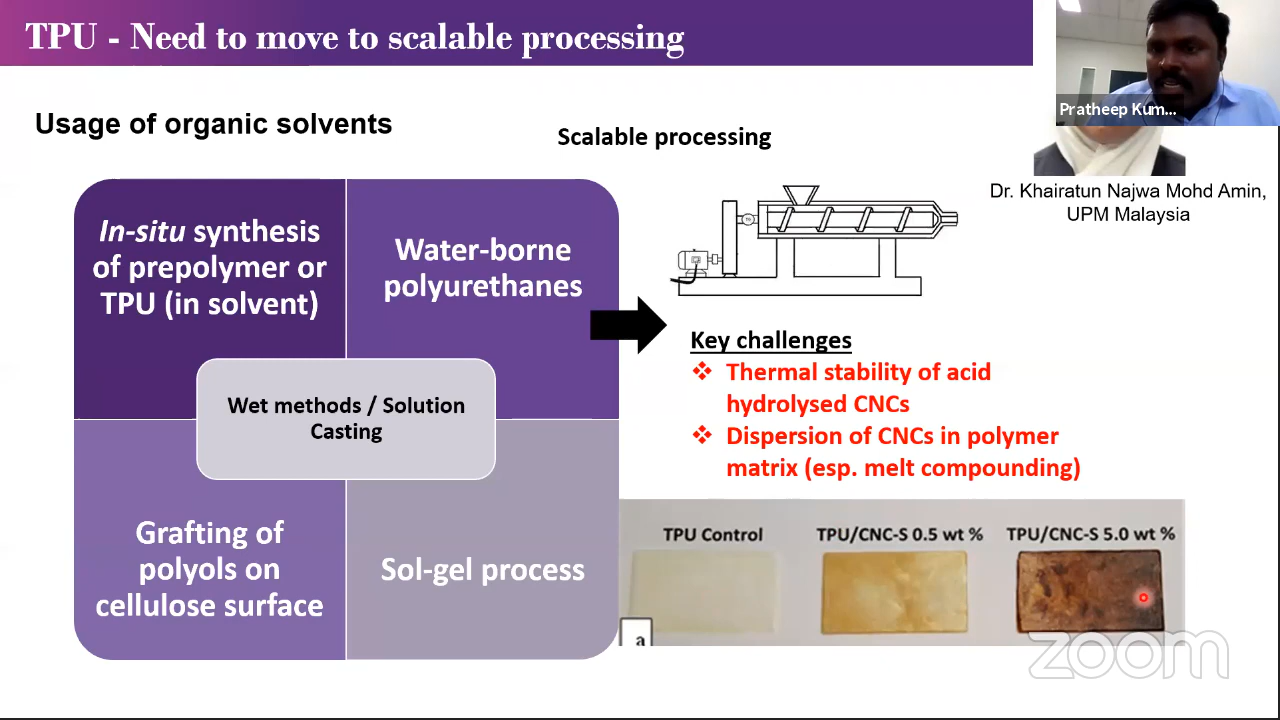 TPU - Need to move to scalable processing
Pratheep Kum...
Usage of organic solvents
Scalable processing
Dr. Khairatun Najwa Mohd Amin,
UPM Malaysia
In-situ synthesis
of prepolymer or
TPU (in solvent)
Water-borne
polyurethanes
Wet methods / Solution
Casting
Grafting of
polyols on
cellulose surface
Sol-gel process
Key challenges
❖ Thermal stability of acid
hydrolysed CNCs
❖ Dispersion of CNCs in polymer
matrix (esp. melt compounding)
TPU Control
TPU/CNC-S 0.5 wt %
TPU/CNC-S 5.0 wt %
a
zoom